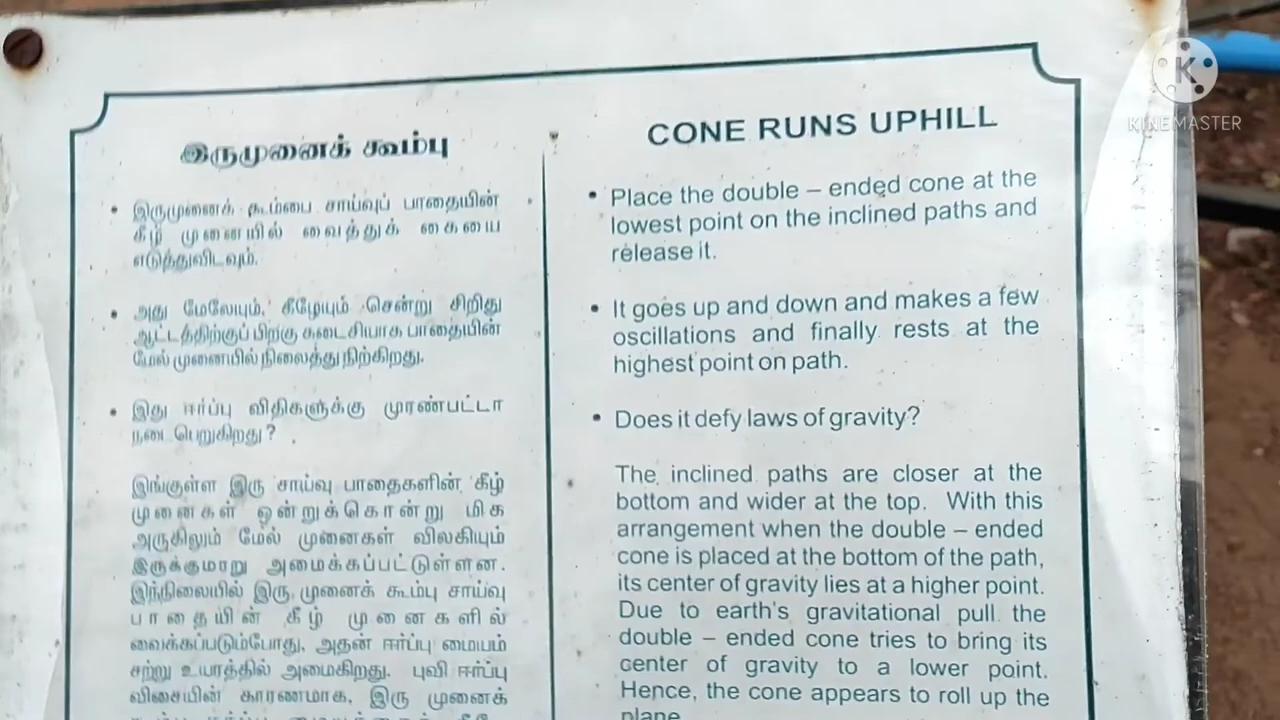 இருமுனைக் கூம்பு
• இருமுனைக் கூம்பை சாய்வுப் பாதையின்
கீழ் முனையில் வைத்துக் கையை
எடுத்துவிடவும்.
• அது மேலேயும், கீழேயும் சென்று சிறிது
ஆட்டத்திற்குப் பிறகு கடைசியாக பாதையின்
மேல் முனையில் நிலைத்து நிற்கிறது.
• இது ஈர்ப்பு விதிகளுக்கு முரண்பட்டா
நடைபெறுகிறது?
இங்குள்ள இரு சாய்வு பாதைகளின் கீழ்
முனைகள் ஒன்றுக்கொன்று மிக
அருகிலும் மேல் முனைகள் விலகியும்
இருக்குமாறு அமைக்கப்பட்டுள்ளன.
இந்நிலையில் இரு முனைக் கூம்பு சாய்வு
பாதையின் கீழ் முனைகளில்
வைக்கப்படும்போது, அதன் ஈர்ப்பு மையம்
சற்று உயரத்தில் அமைகிறது. புவி ஈர்ப்பு
விசையின் காரணமாக, இரு முனைக்
CONE RUNS UPHILL
• Place the double – ended cone at the
lowest point on the inclined paths and
release it.
• It goes up and down and makes a few
oscillations and finally rests at the
highest point on path.
• Does it defy laws of gravity?
The inclined paths are closer at the
bottom and wider at the top. With this
arrangement when the double – ended
cone is placed at the bottom of the path,
its center of gravity lies at a higher point.
Due to earth's gravitational pull the
double – ended cone tries to bring its
center of gravity to a lower point.
Hence, the cone appears to roll up the
plane.
K
KINEMASTER